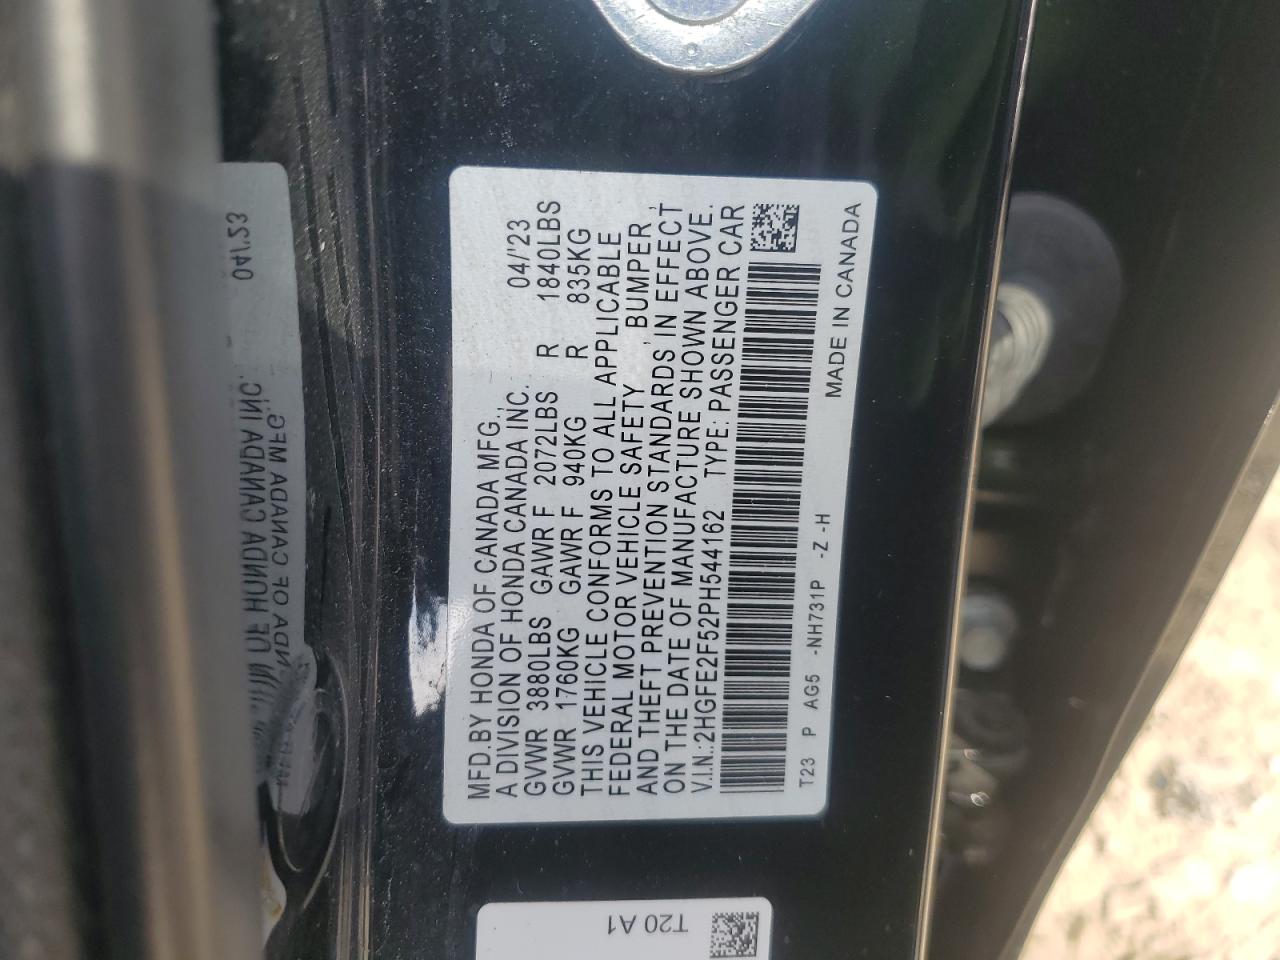 MFD.BY HONDA OF CANADA MFG.,
A DIVISION OF HONDA CANADA INC. 04/23
GVWR 3880LBS GAWR F 2072LBS R 1840LBS
GVWR 1760KG GAWR F 940KG R 835KG
THIS VEHICLE CONFORMS TO ALL APPLICABLE
FEDERAL MOTOR VEHICLE SAFETY, BUMPER,
AND THEFT PREVENTION STANDARDS, IN EFFECT
ON THE DATE OF MANUFACTURE SHOWN ABOVE.
V.I.N.:2HGFE2F52PH544162 TYPE: PASSENGER CAR
MADE IN CANADA
T23 P AG5 -NH731P -Z -H
T20 A1